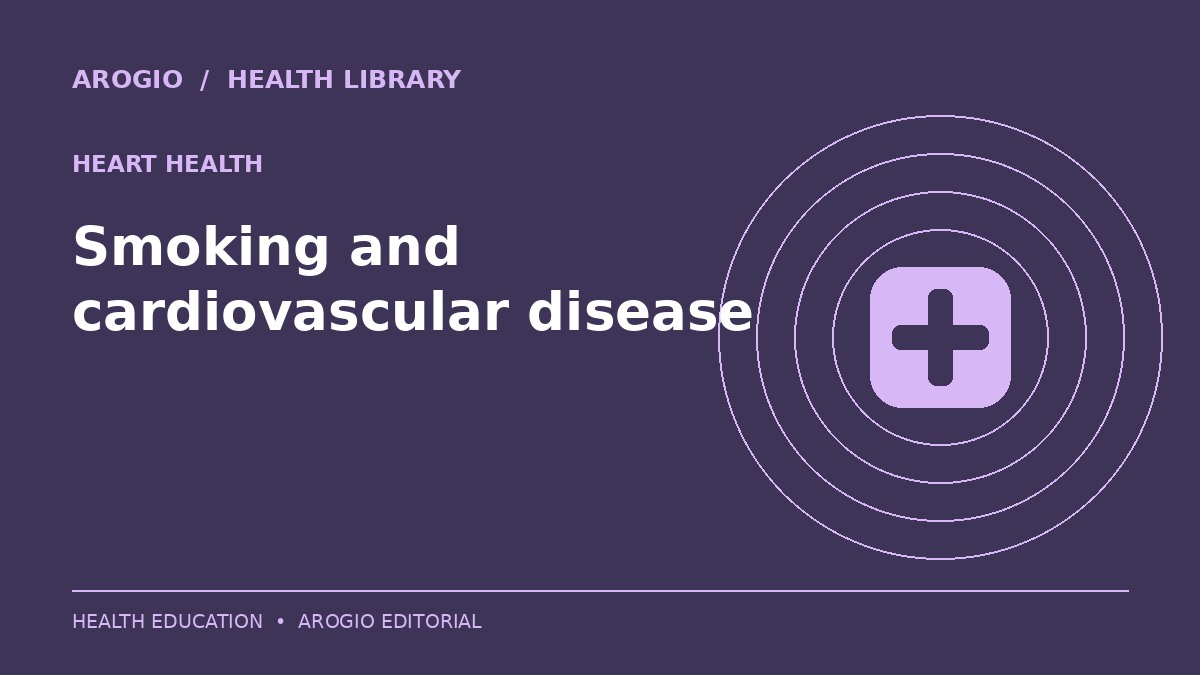 AROGIO / HEALTH LIBRARY
HEART HEALTH
Smoking and
cardiovascular disease
HEALTH EDUCATION • AROGIO EDITORIAL